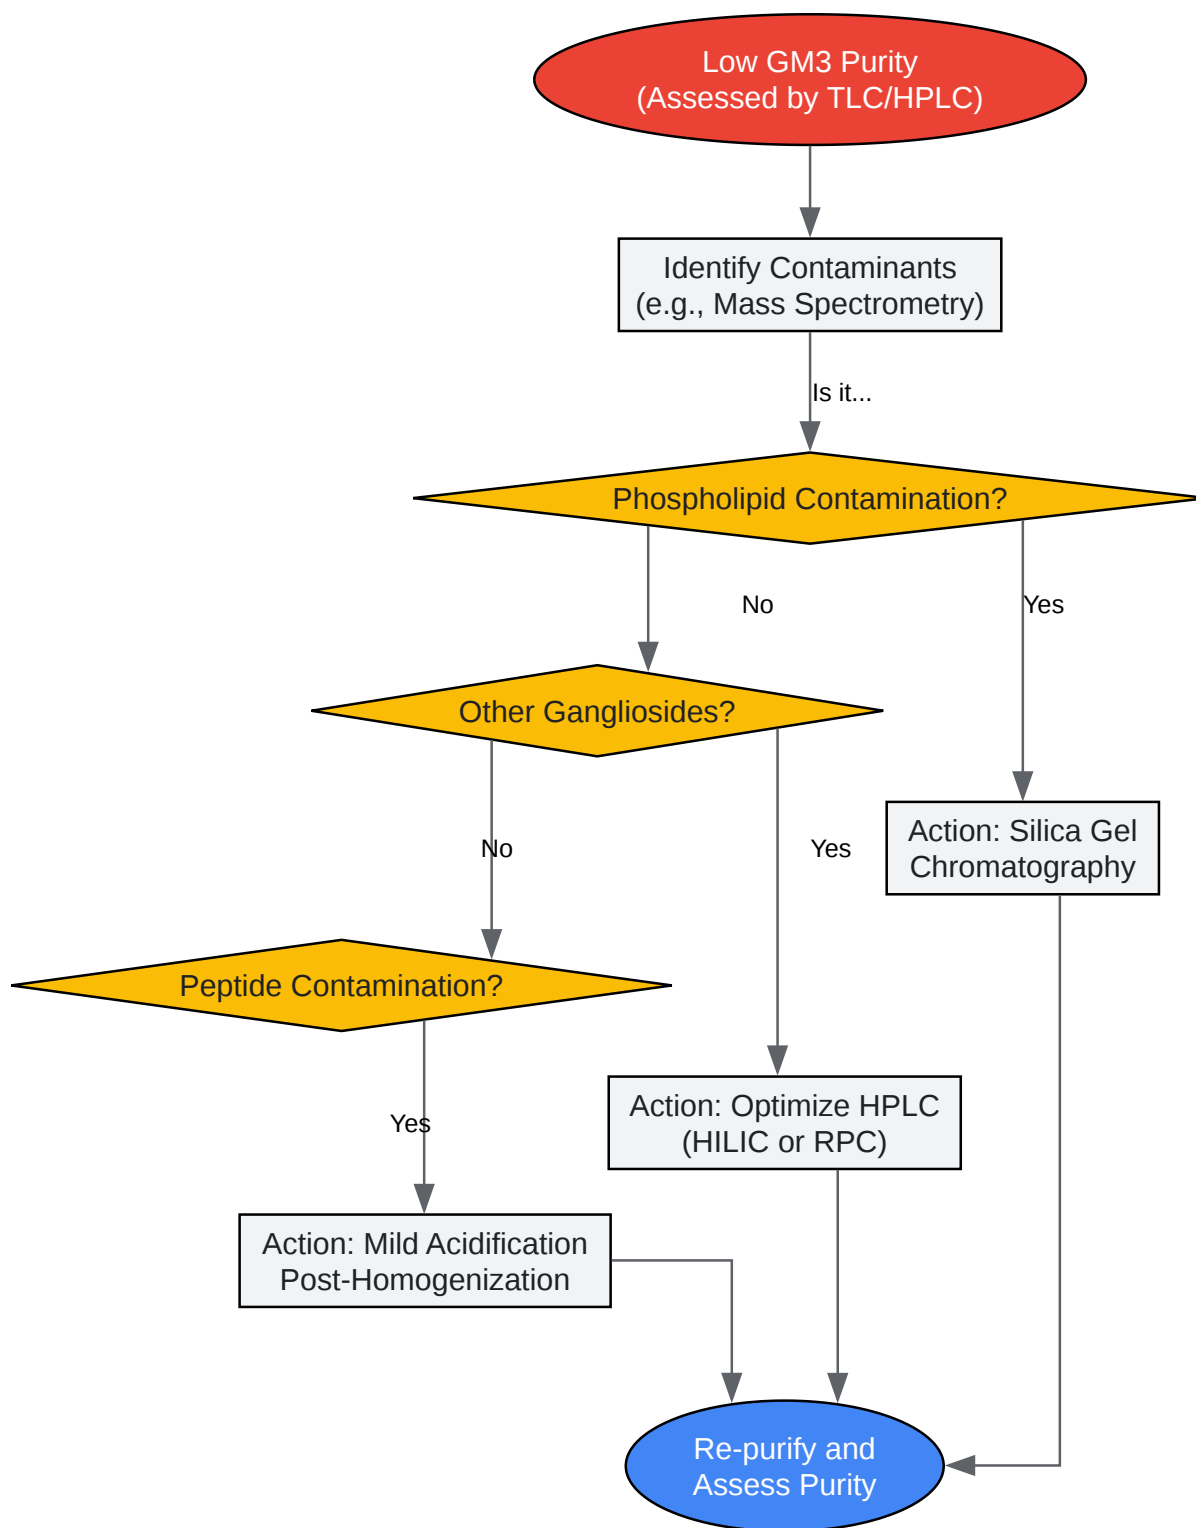 Low GM3 Purity
(Assessed by TLC/HPLC)
Identify Contaminants
(e.g., Mass Spectrometry)
Is it...
Phospholipid Contamination?
No
Yes
Other Gangliosides?
Action: Silica Gel
Chromatography
No
Yes
Peptide Contamination?
Action: Optimize HPLC
(HILIC or RPC)
Yes
Action: Mild Acidification
Post-Homogenization
Re-purify and
Assess Purity